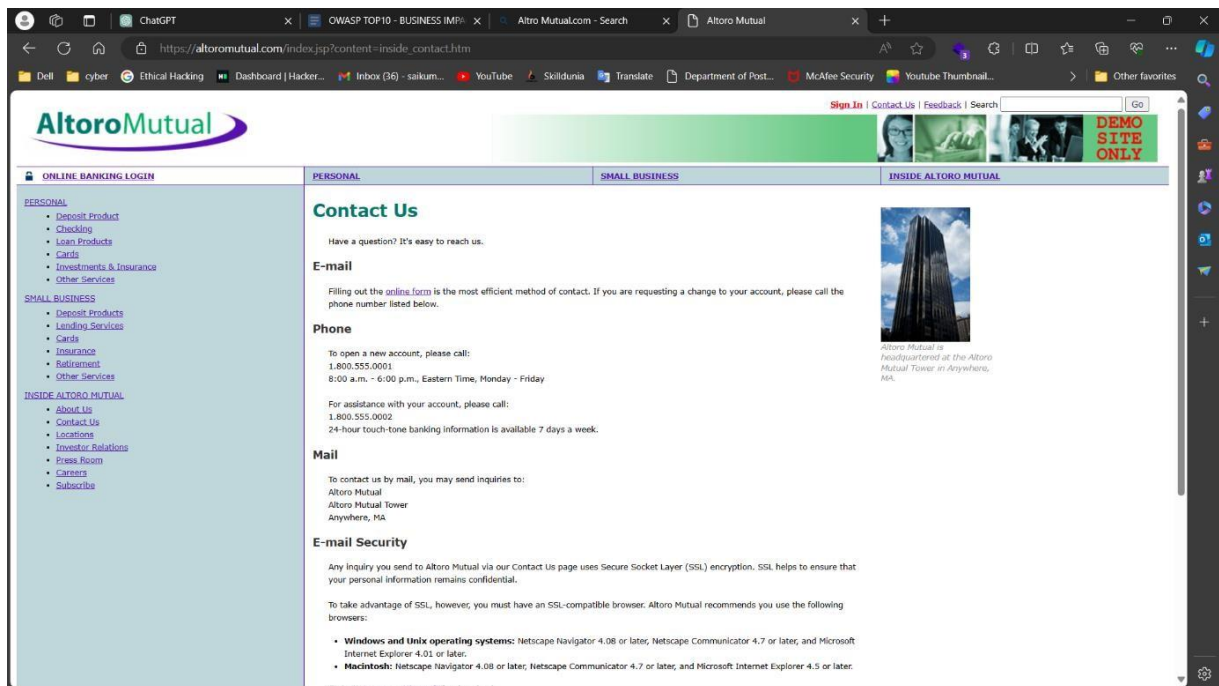 ChatGPT
OWASP TOP10 - BUSINESS IMPA
Altro Mutual.com - Search
Altoro Mutual
https://altoromutual.com/index.jsp?content=inside_contact.htm
Dell
cyber
Ethical Hacking
Dashboard | Hacker...
Inbox (36) - saikum...
YouTube
Skilldunia
Translate
Department of Post...
McAfee Security
Youtube Thumbnail...
Other favorites
AltoroMutual
Sign In | Contact Us | Feedback | Search
Go
DEMO
SITE
ONLY
ONLINE BANKING LOGIN
PERSONAL
SMALL BUSINESS
INSIDE ALTORO MUTUAL
PERSONAL
• Deposit Product
• Checking
• Loan Products
• Cards
• Investments & Insurance
• Other Services
SMALL BUSINESS
• Deposit Products
• Lending Services
• Cards
• Insurance
• Retirement
• Other Services
INSIDE ALTORO MUTUAL
• About Us
• Contact Us
• Locations
• Investor Relations
• Press Room
• Careers
• Subscribe
Contact Us
Have a question? It's easy to reach us.
E-mail
Filling out the online form is the most efficient method of contact. If you are requesting a change to your account, please call the
phone number listed below.
Phone
To open a new account, please call:
1.800.555.0001
8:00 a.m. - 6:00 p.m., Eastern Time, Monday - Friday
For assistance with your account, please call:
1.800.555.0002
24-hour touch-tone banking information is available 7 days a week.
Mail
To contact us by mail, you may send inquiries to:
Altoro Mutual
Altoro Mutual Tower
Anywhere, MA
E-mail Security
Any inquiry you send to Altoro Mutual via our Contact Us page uses Secure Socket Layer (SSL) encryption. SSL helps to ensure that
your personal information remains confidential.
To take advantage of SSL, however, you must have an SSL-compatible browser. Altoro Mutual recommends you use the following
browsers:
• Windows and Unix operating systems: Netscape Navigator 4.08 or later, Netscape Communicator 4.7 or later, and Microsoft
Internet Explorer 4.01 or later.
• Macintosh: Netscape Navigator 4.08 or later, Netscape Communicator 4.7 or later, and Microsoft Internet Explorer 4.5 or later.
Altoro Mutual is
headquartered at the Altoro
Mutual Tower in Anywhere,
MA.